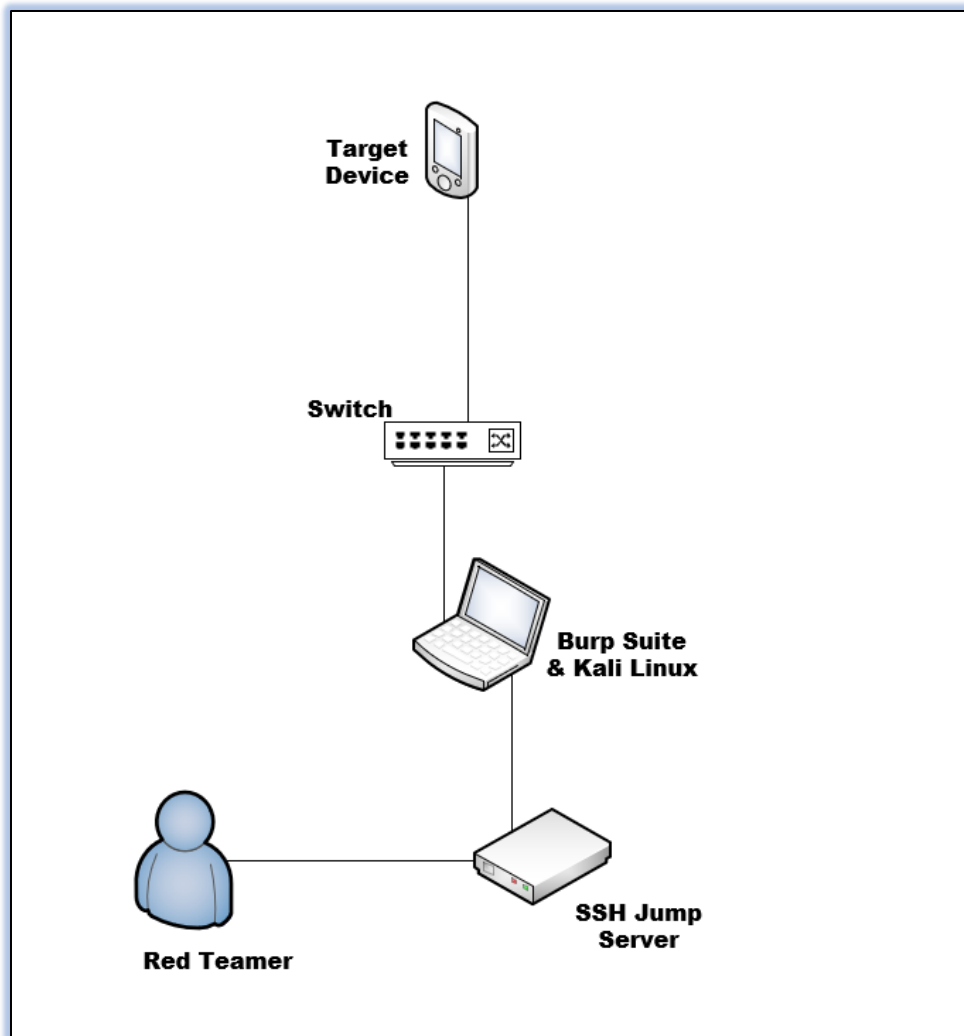 Target
Device
Switch
Burp Suite
& Kali Linux
SSH Jump
Server
Red Teamer